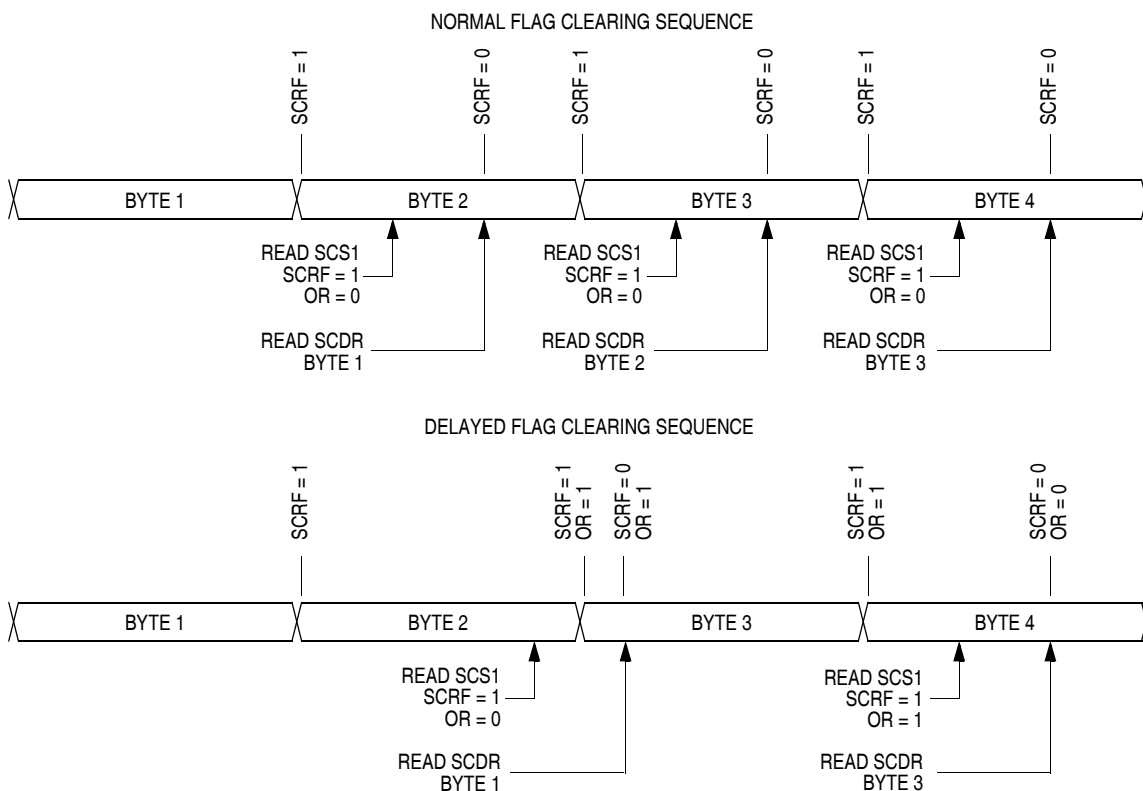 NORMAL FLAG CLEARING SEQUENCE
SCRF = 1
SCRF = 0
SCRF = 1
SCRF = 0
SCRF = 1
SCRF = 0
BYTE 1
BYTE 2
BYTE 3
BYTE 4
READ SCS1
SCRF = 1
OR = 0
READ SCS1
SCRF = 1
OR = 0
READ SCS1
SCRF = 1
OR = 0
READ SCDR
BYTE 1
READ SCDR
BYTE 2
READ SCDR
BYTE 3
DELAYED FLAG CLEARING SEQUENCE
SCRF = 1
SCRF = 1
OR = 1
SCRF = 0
OR = 1
SCRF = 1
OR = 1
SCRF = 0
OR = 0
BYTE 1
BYTE 2
BYTE 3
BYTE 4
READ SCS1
SCRF = 1
OR = 0
READ SCS1
SCRF = 1
OR = 1
READ SCDR
BYTE 1
READ SCDR
BYTE 3